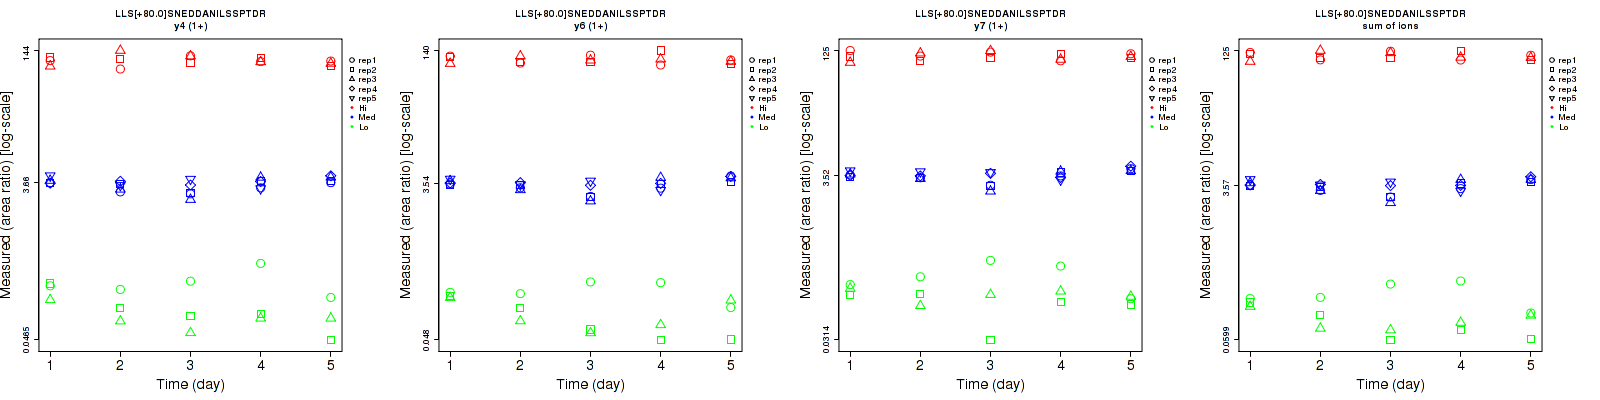 LLS[+80.0]SNEDDANILSSPTDR
y4 (1+)
Measured (area ratio) [log-scale]
144
3.86
0.0465
1 2 3 4 5
Time (day)
rep1
rep2
rep3
rep4
rep5
Hi
Med
Lo
LLS[+80.0]SNEDDANILSSPTDR
y6 (1+)
Measured (area ratio) [log-scale]
140
3.54
0.048
1 2 3 4 5
Time (day)
rep1
rep2
rep3
rep4
rep5
Hi
Med
Lo
LLS[+80.0]SNEDDANILSSPTDR
y7 (1+)
Measured (area ratio) [log-scale]
125
3.52
0.0314
1 2 3 4 5
Time (day)
rep1
rep2
rep3
rep4
rep5
Hi
Med
Lo
LLS[+80.0]SNEDDANILSSPTDR
sum of ions
Measured (area ratio) [log-scale]
125
3.57
0.0599
1 2 3 4 5
Time (day)
rep1
rep2
rep3
rep4
rep5
Hi
Med
Lo